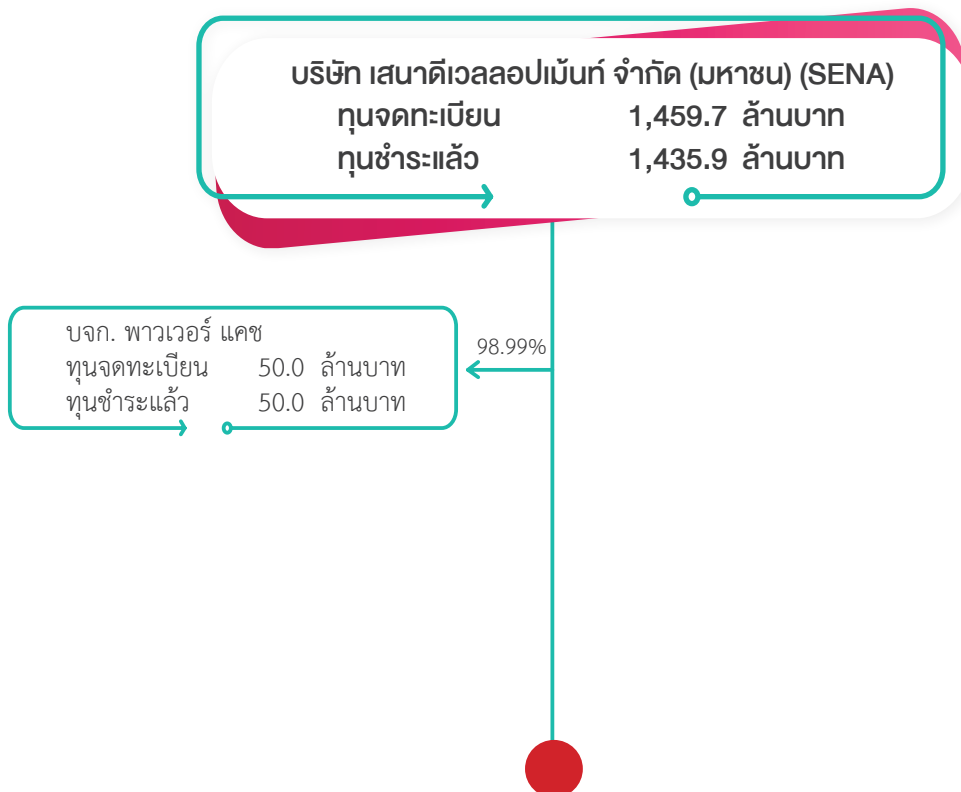 บริษัท เสนาดีเวลลอปเม้นท์ จำกัด (มหาชน) (SENA)
ทุนจดทะเบียน 1,459.7 ล้านบาท
ทุนชำระแล้ว 1,435.9 ล้านบาท
บจก. พาวเวอร์ แคช
ทุนจดทะเบียน 50.0 ล้านบาท
ทุนชำระแล้ว 50.0 ล้านบาท
98.99%